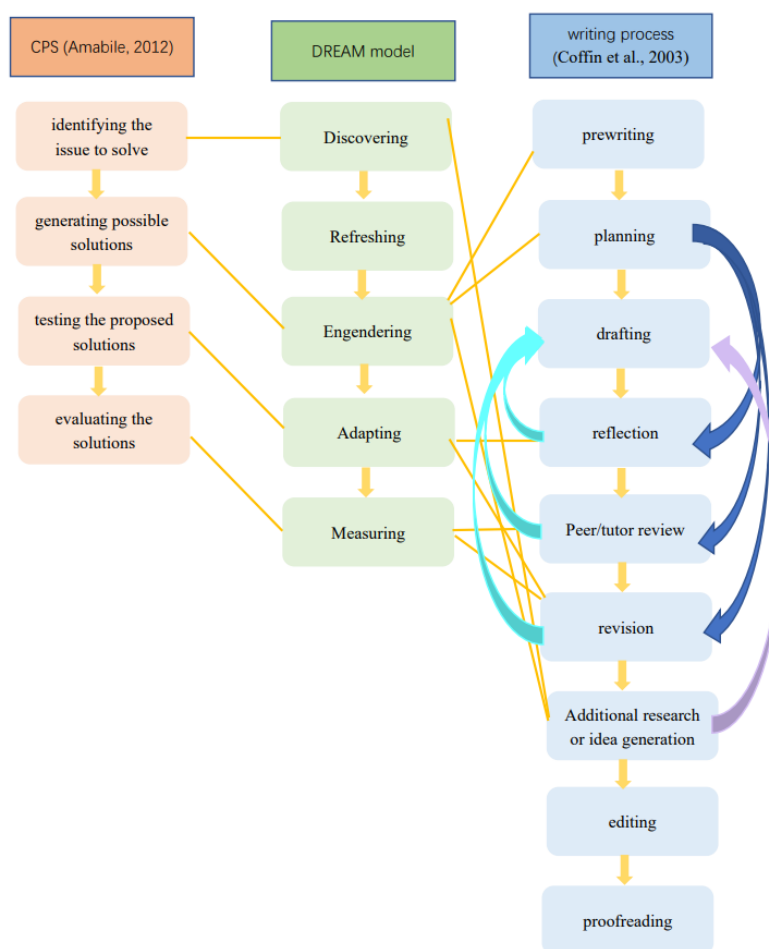 CPS (Amabile, 2012)
DREAM model
writing process
(Coffin et al., 2003)
identifying the
issue to solve
generating possible
solutions
testing the proposed
solutions
evaluating the
solutions
Discovering
Refreshing
Engendering
Adapting
Measuring
prewriting
planning
drafting
reflection
Peer/tutor review
revision
Additional research
or idea generation
editing
proofreading